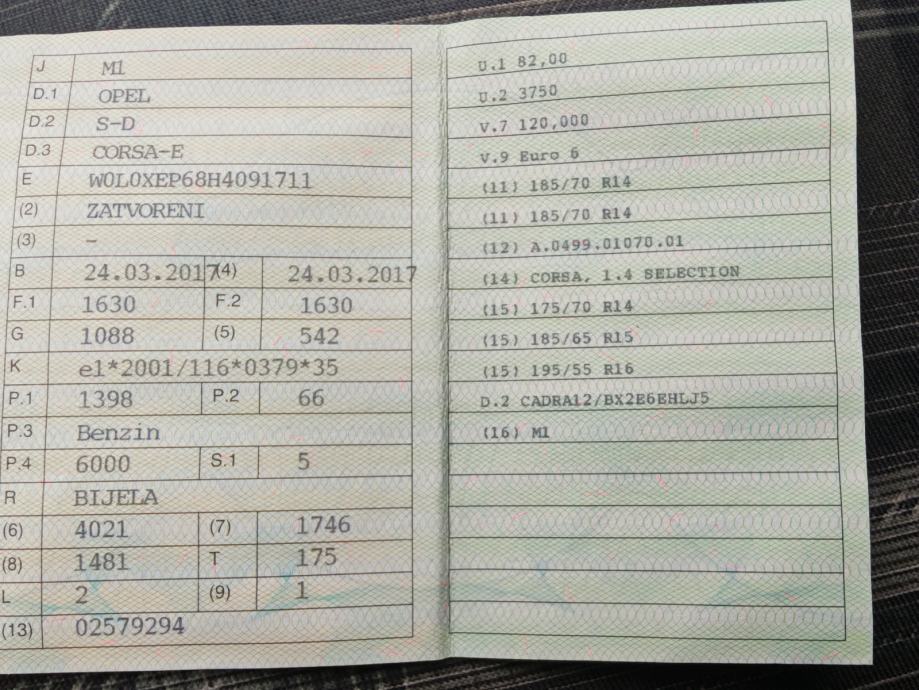 J M1
D.1 OPEL
D.2 S-D
D.3 CORSA-E
E W0L0XEP68H4091711
(2) ZATVORENI
(3) –
B 24.03.2017 (4) 24.03.2017
F.1 1630 F.2 1630
G 1088 (5) 542
K e1*2001/116*0379*35
P.1 1398 P.2 66
P.3 Benzin
P.4 6000 S.1 5
R BIJELA
(6) 4021 (7) 1746
(8) 1481 T 175
L 2 (9) 1
(13) 02579294
U.1 82,00
U.2 3750
V.7 120,000
V.9 Euro 6
(11) 185/70 R14
(11) 185/70 R14
(12) A.0499.01070.01
(14) CORSA, 1.4 SELECTION
(15) 175/70 R14
(15) 185/65 R15
(15) 195/55 R16
D.2 CADRA12/BX2E6EHLJ5
(16) M1